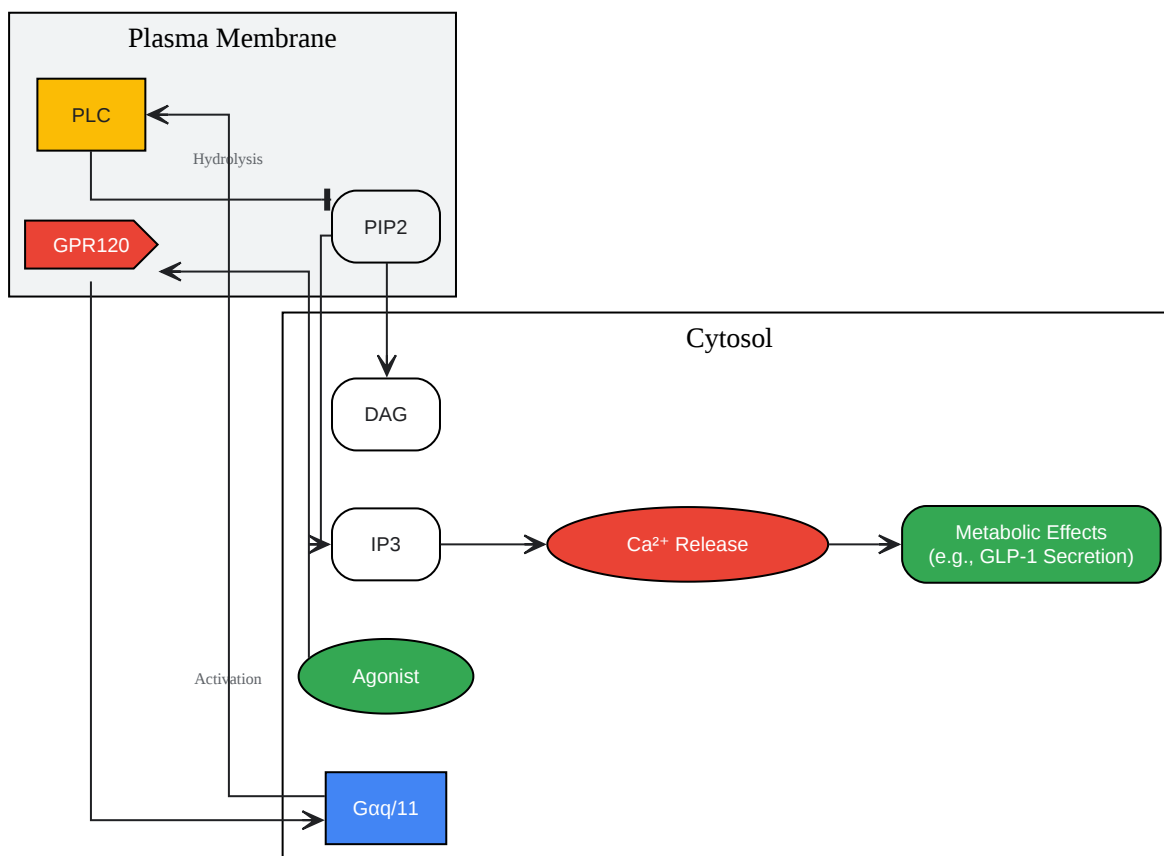 Plasma Membrane
PLC
Hydrolysis
PIP2
GPR120
Cytosol
DAG
IP3
Ca²⁺ Release
Metabolic Effects
(e.g., GLP-1 Secretion)
Agonist
Activation
Gαq/11